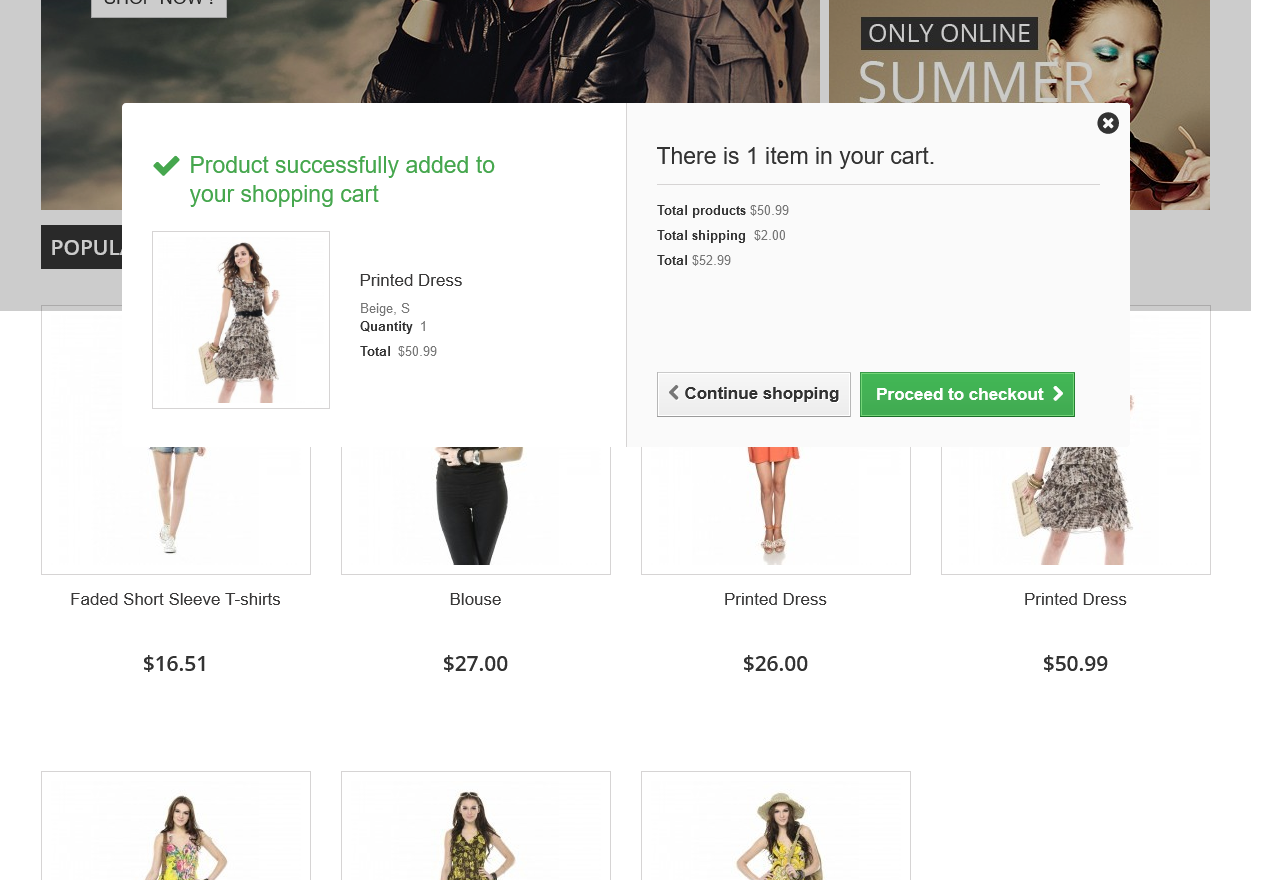 SHOP NOW !
ONLY ONLINE
SUMMER
Product successfully added to
your shopping cart
There is 1 item in your cart.
Total products $50.99
Total shipping $2.00
Total $52.99
Printed Dress
Beige, S
Quantity 1
Total $50.99
Continue shopping
Proceed to checkout
Faded Short Sleeve T-shirts
Blouse
Printed Dress
Printed Dress
$16.51
$27.00
$26.00
$50.99